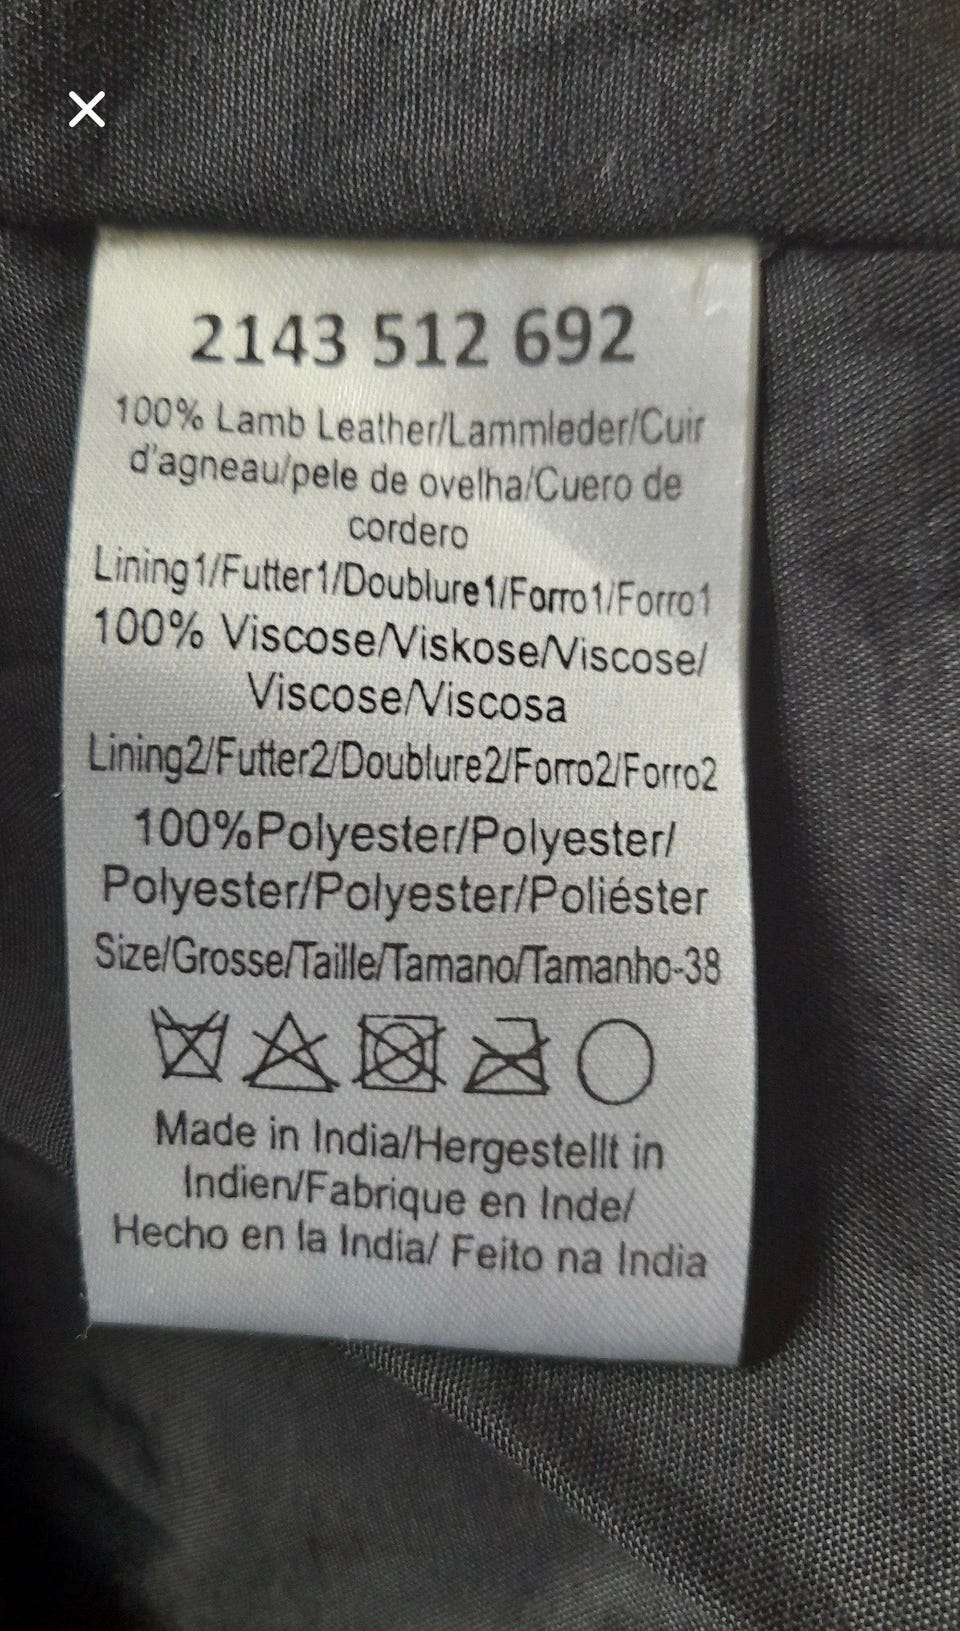 2143 512 692
100% Lamb Leather/Lammleder/Cuir
d'agneau/pele de ovelha/Cuero de
cordero
Lining1/Futter1/Doublure1/Forro1/Forro1
100% Viscose/Viskose/Viscose/
Viscose/Viscosa
Lining2/Futter2/Doublure2/Forro2/Forro2
100%Polyester/Polyester/
Polyester/Polyester/Poliéster
Size/Grosse/Taille/Tamano/Tamanho-38
Made in India/Hergestellt in
Indien/Fabrique en Inde/
Hecho en la India/ Feito na India